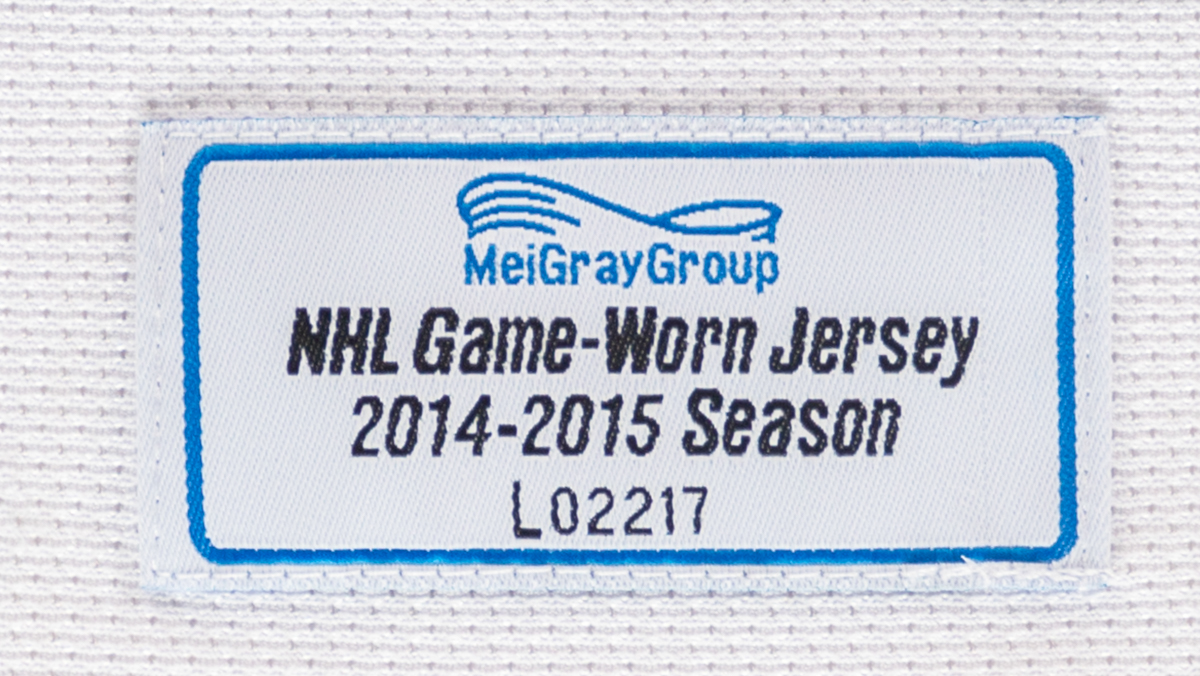 MeiGrayGroup
NHL Game-Worn Jersey
2014-2015 Season
L02217